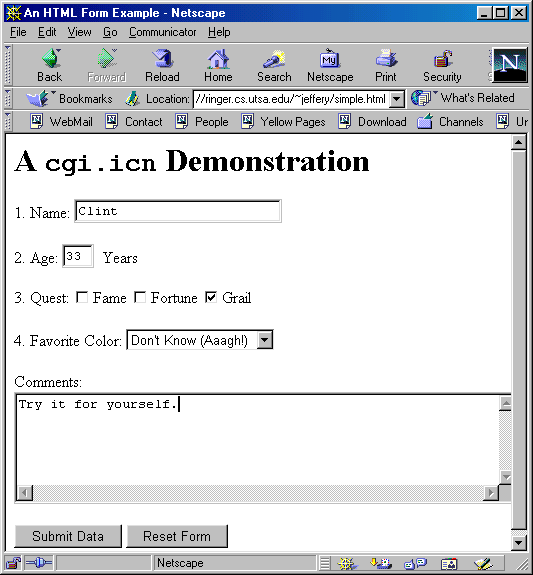 An HTML Form Example - Netscape
File Edit View Go Communicator Help
Back Forward Reload Home Search Netscape Print Security
My
N
Bookmarks Location: //ringer.cs.utsa.edu/~jeffery/simple.html What's Related
WebMail Contact People Yellow Pages Download Channels Ur
A cgi.icn Demonstration
1. Name: Clint
2. Age: 33 Years
3. Quest: Fame Fortune Grail
4. Favorite Color: Don't Know (Aaagh!)
Comments:
Try it for yourself.
Submit Data Reset Form
Netscape